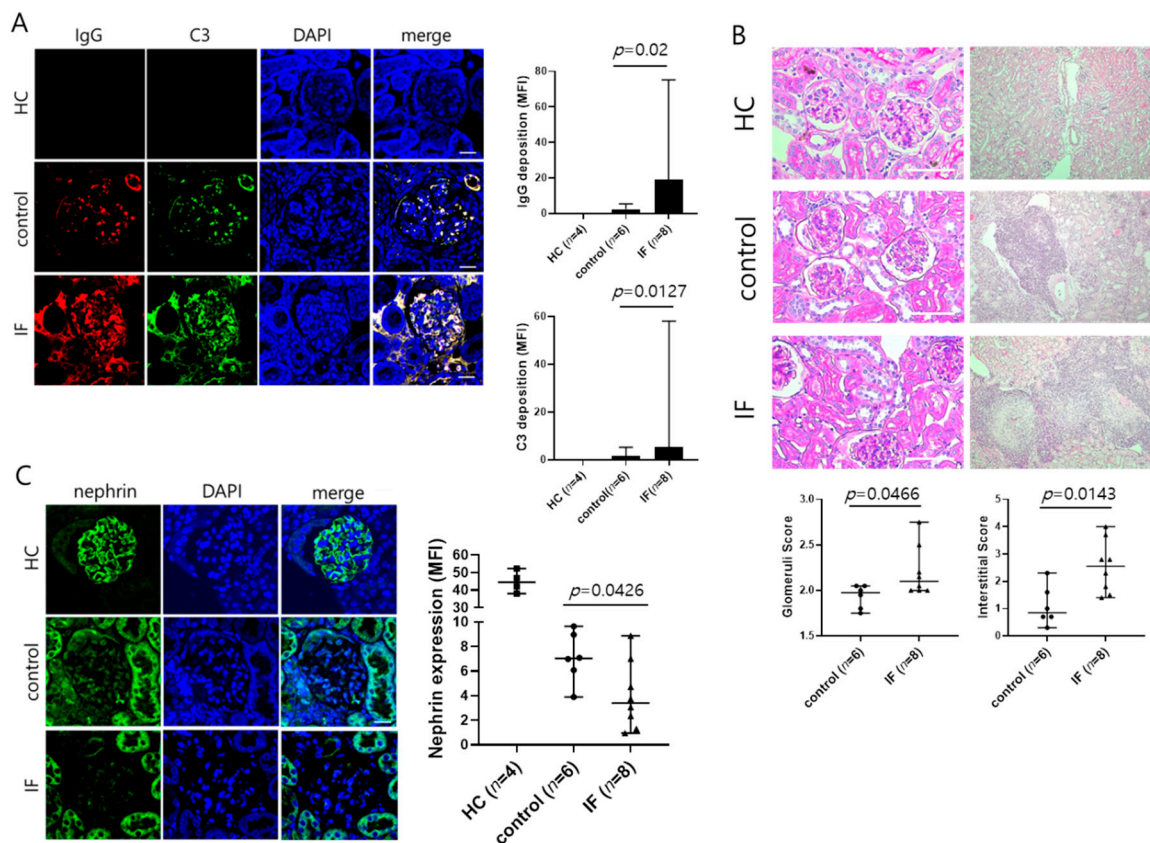 A
IgG C3 DAPI merge
HC
control
IF
p=0.02
IgG deposition (MFI)
80
60
40
20
0
HC (n=4)
control (n=6)
IF (n=8)
p=0.0127
C3 deposition (MFI)
60
40
20
0
HC (n=4)
control(n=6)
IF (n=8)
B
HC
control
IF
p=0.0466
Glomeruli Score
3.0
2.5
2.0
1.5
control (n=6)
IF (n=8)
p=0.0143
Interstitial Score
5
4
3
2
1
0
control (n=6)
IF (n=8)
C
nephrin DAPI merge
HC
control
IF
Nephrin expression (MFI)
60
50
40
30
10
8
6
4
2
0
p=0.0426
HC (n=4)
control (n=6)
IF (n=8)